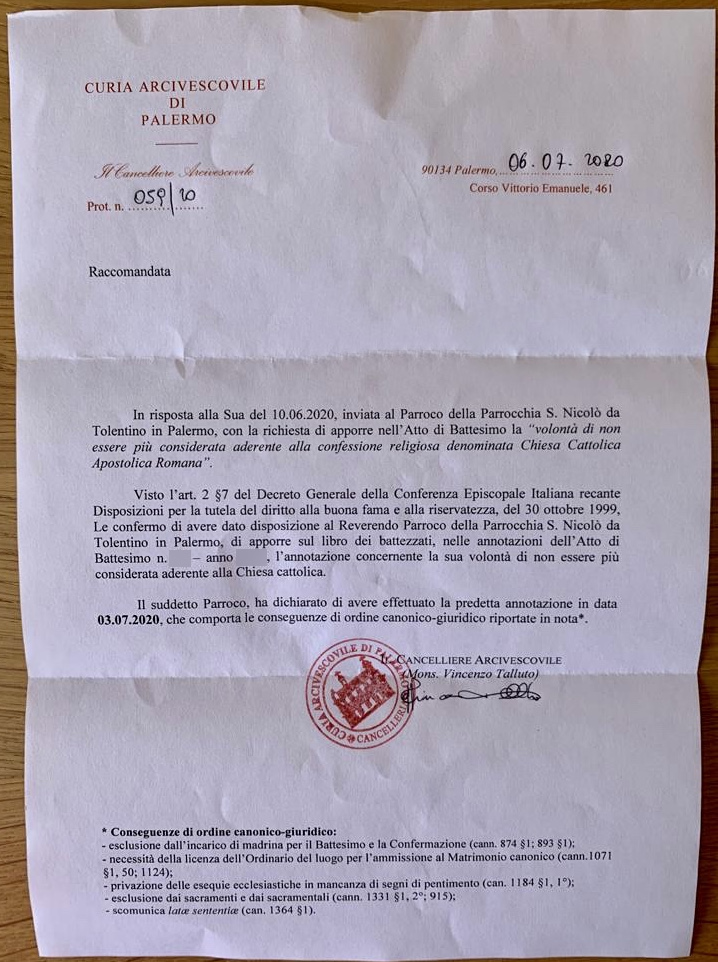 CURIA ARCIVESCOVILE
DI
PALERMO
Il Cancelliere Arcivescovile
Prot. n. 059/20
90134 Palermo, 06.07.2020
Corso Vittorio Emanuele, 461
Raccomandata
In risposta alla Sua del 10.06.2020, inviata al Parroco della Parrocchia S. Nicolò da
Tolentino in Palermo, con la richiesta di apporre nell'Atto di Battesimo la "volontà di non
essere più considerata aderente alla confessione religiosa denominata Chiesa Cattolica
Apostolica Romana".
Visto l'art. 2 §7 del Decreto Generale della Conferenza Episcopale Italiana recante
Disposizioni per la tutela del diritto alla buona fama e alla riservatezza, del 30 ottobre 1999,
Le confermo di avere dato disposizione al Reverendo Parroco della Parrocchia S. Nicolò da
Tolentino in Palermo, di apporre sul libro dei battezzati, nelle annotazioni dell'Atto di
Battesimo n. – anno , l'annotazione concernente la sua volontà di non essere più
considerata aderente alla Chiesa cattolica.
Il suddetto Parroco, ha dichiarato di avere effettuato la predetta annotazione in data
03.07.2020, che comporta le conseguenze di ordine canonico-giuridico riportate in nota*.
IL CANCELLIERE ARCIVESCOVILE
(Mons. Vincenzo Talluto)
CURIA ARCIVESCOVILE DI PALERMO
CANCELLERIA
* Conseguenze di ordine canonico-giuridico:
- esclusione dall'incarico di madrina per il Battesimo e la Confermazione (cann. 874 §1; 893 §1);
- necessità della licenza dell'Ordinario del luogo per l'ammissione al Matrimonio canonico (cann.1071
§1, 50; 1124);
- privazione delle esequie ecclesiastiche in mancanza di segni di pentimento (can. 1184 §1, 1°);
- esclusione dai sacramenti e dai sacramentali (cann. 1331 §1, 2°; 915);
- scomunica latæ sententiæ (can. 1364 §1).